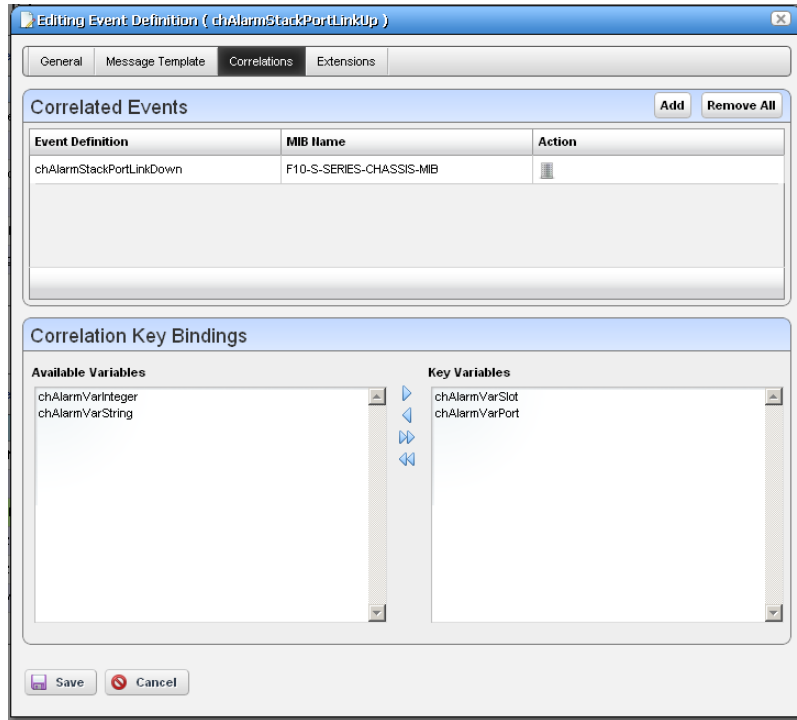 Editing Event Definition ( chAlarmStackPortLinkUp )
General Message Template Correlations Extensions
Correlated Events Add Remove All
Event Definition MIB Name Action
chAlarmStackPortLinkDown F10-S-SERIES-CHASSIS-MIB
Correlation Key Bindings
Available Variables Key Variables
chAlarmVarInteger chAlarmVarSlot
chAlarmVarString chAlarmVarPort
Save Cancel